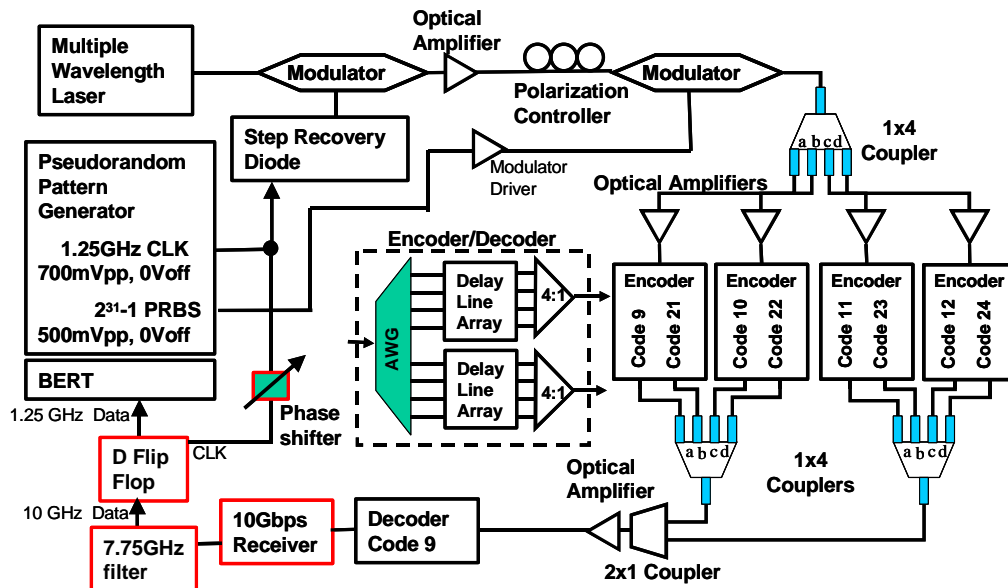 Multiple
Wavelength
Laser
Modulator
Optical
Amplifier
Polarization
Controller
Modulator
1x4
Coupler
a b c d
Step Recovery
Diode
Modulator
Driver
Pseudorandom
Pattern
Generator
1.25GHz CLK
700mVpp, 0Voff
2³¹-1 PRBS
500mVpp, 0Voff
BERT
Optical Amplifiers
Encoder/Decoder
AWG
Delay
Line
Array
4:1
Delay
Line
Array
4:1
Encoder
Code 9
Code 21
Encoder
Code 10
Code 22
Encoder
Code 11
Code 23
Encoder
Code 12
Code 24
a b c d
a b c d
1x4
Couplers
1.25 GHz Data
Phase
shifter
CLK
D Flip
Flop
10 GHz Data
7.75GHz
filter
10Gbps
Receiver
Decoder
Code 9
Optical
Amplifier
2x1 Coupler